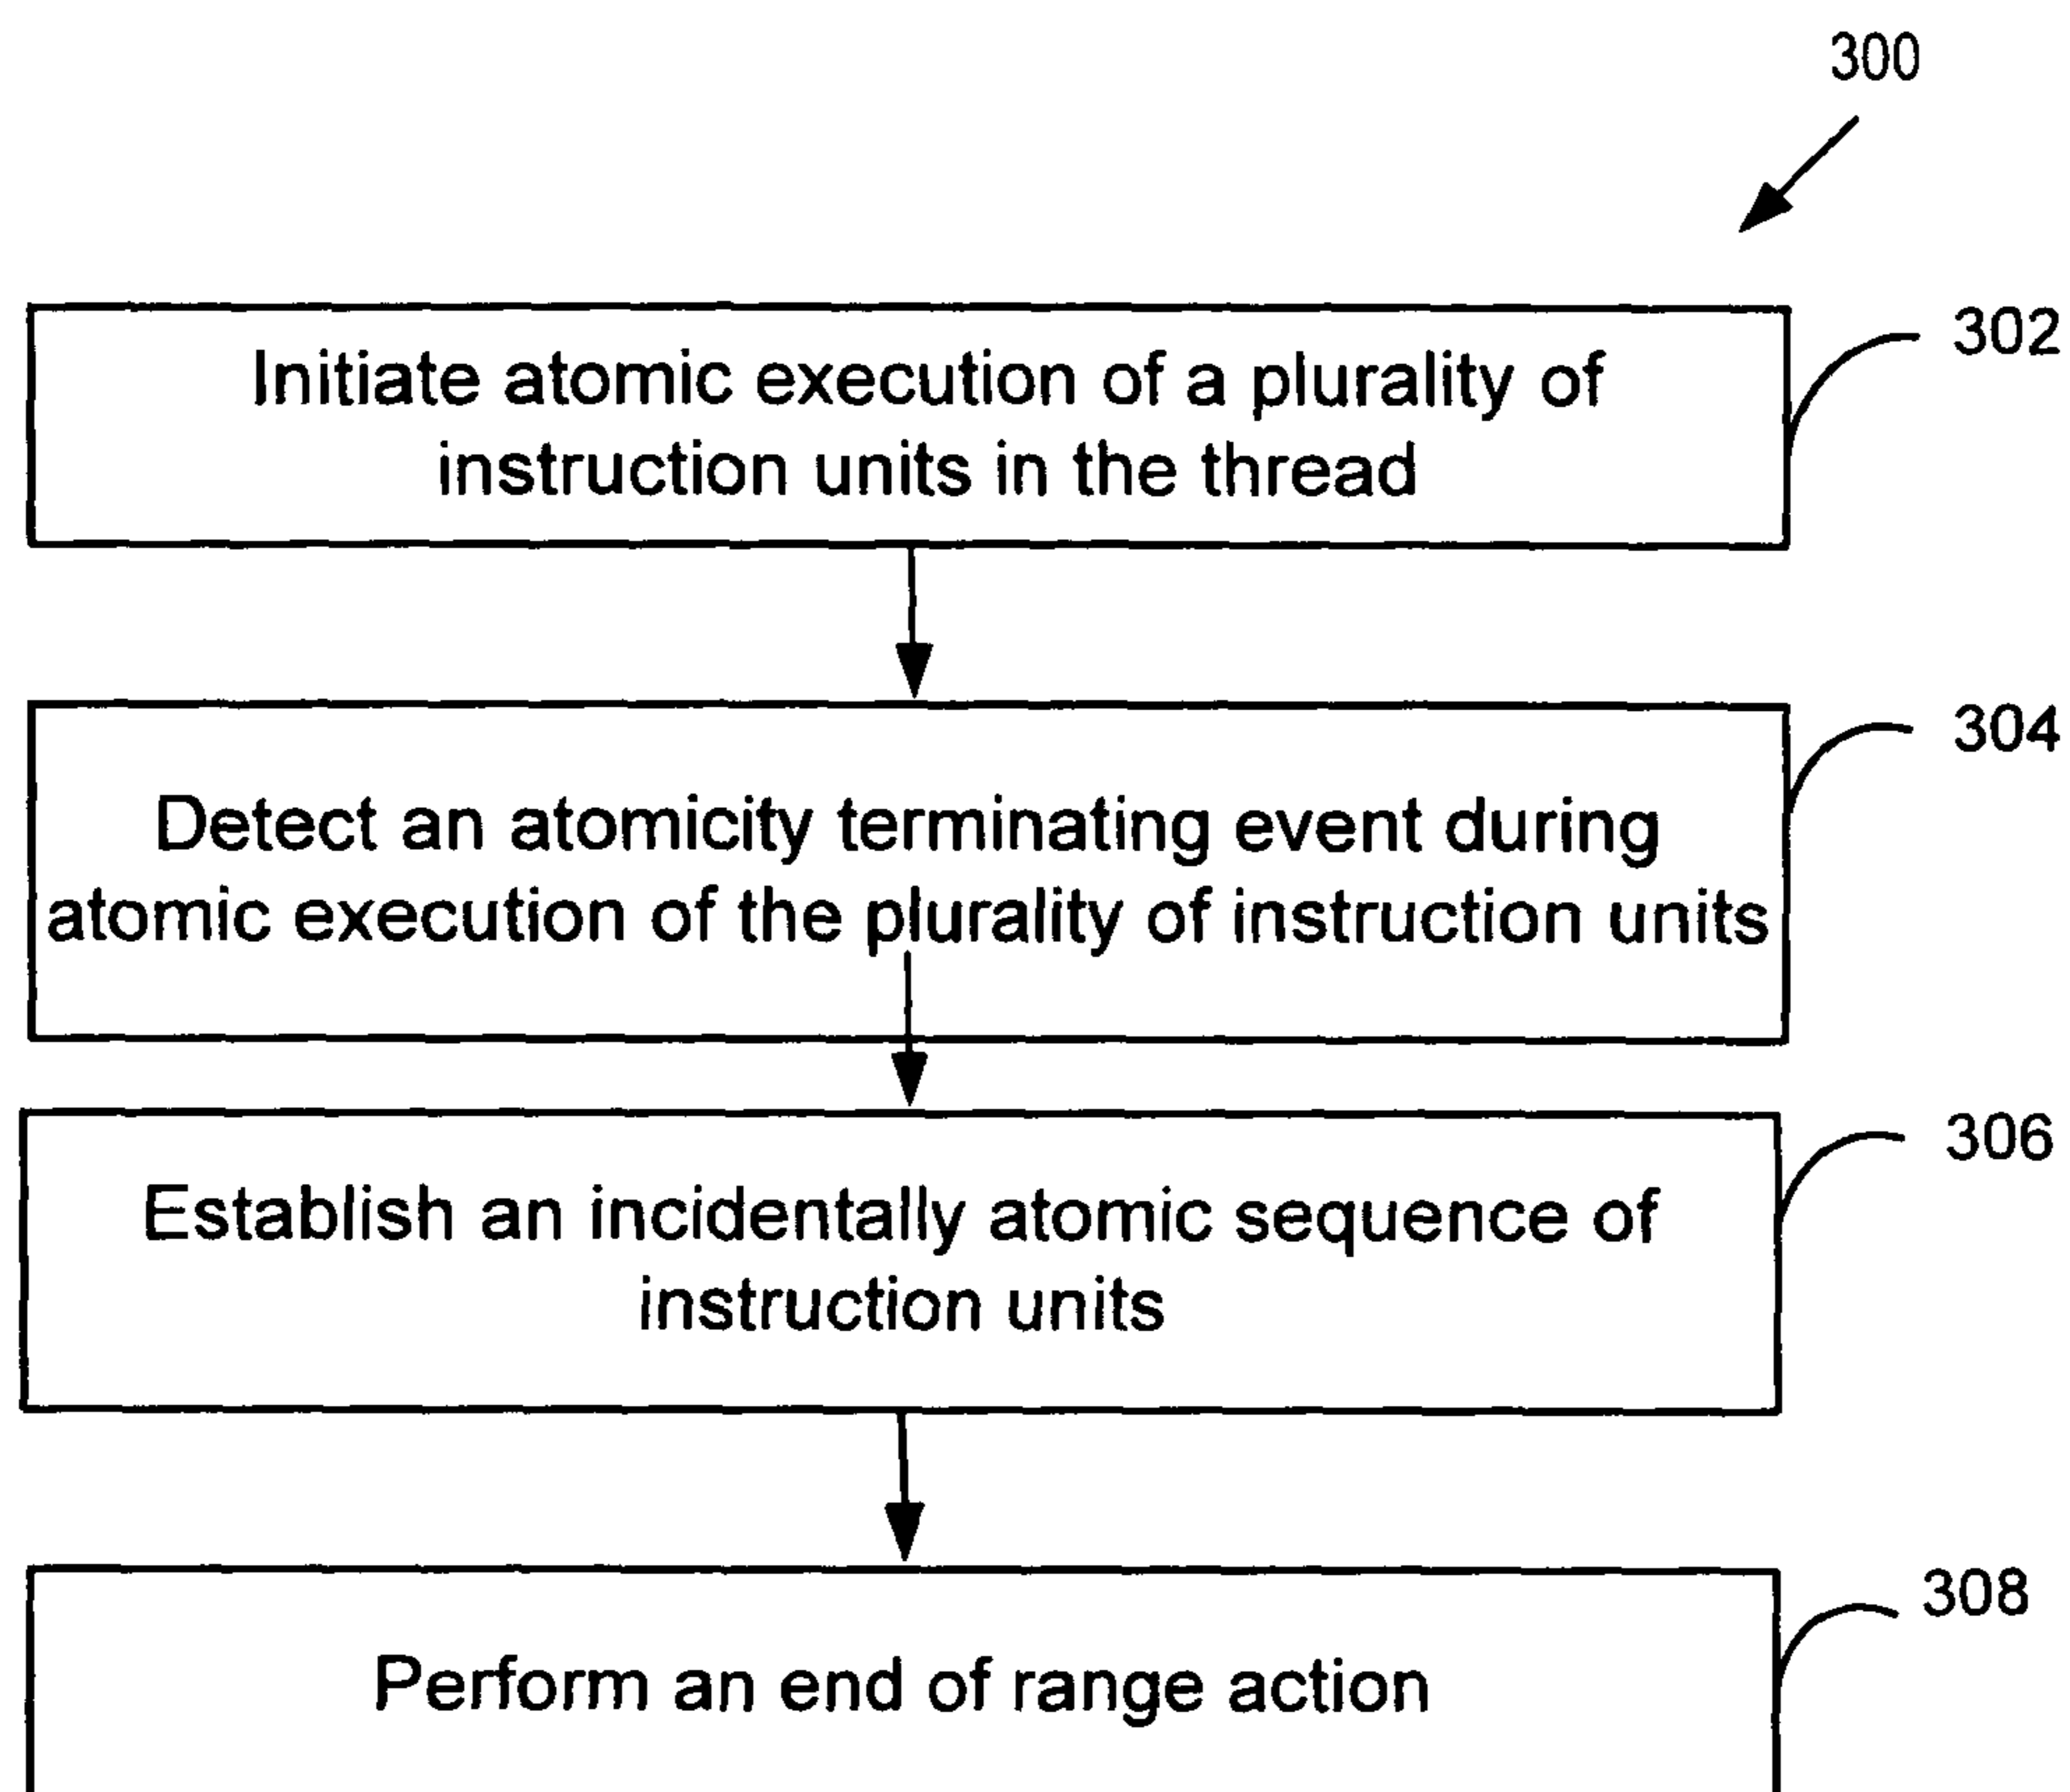 300
302
Initiate atomic execution of a plurality of
instruction units in the thread
304
Detect an atomicity terminating event during
atomic execution of the plurality of instruction units
306
Establish an incidentally atomic sequence of
instruction units
308
Perform an end of range action